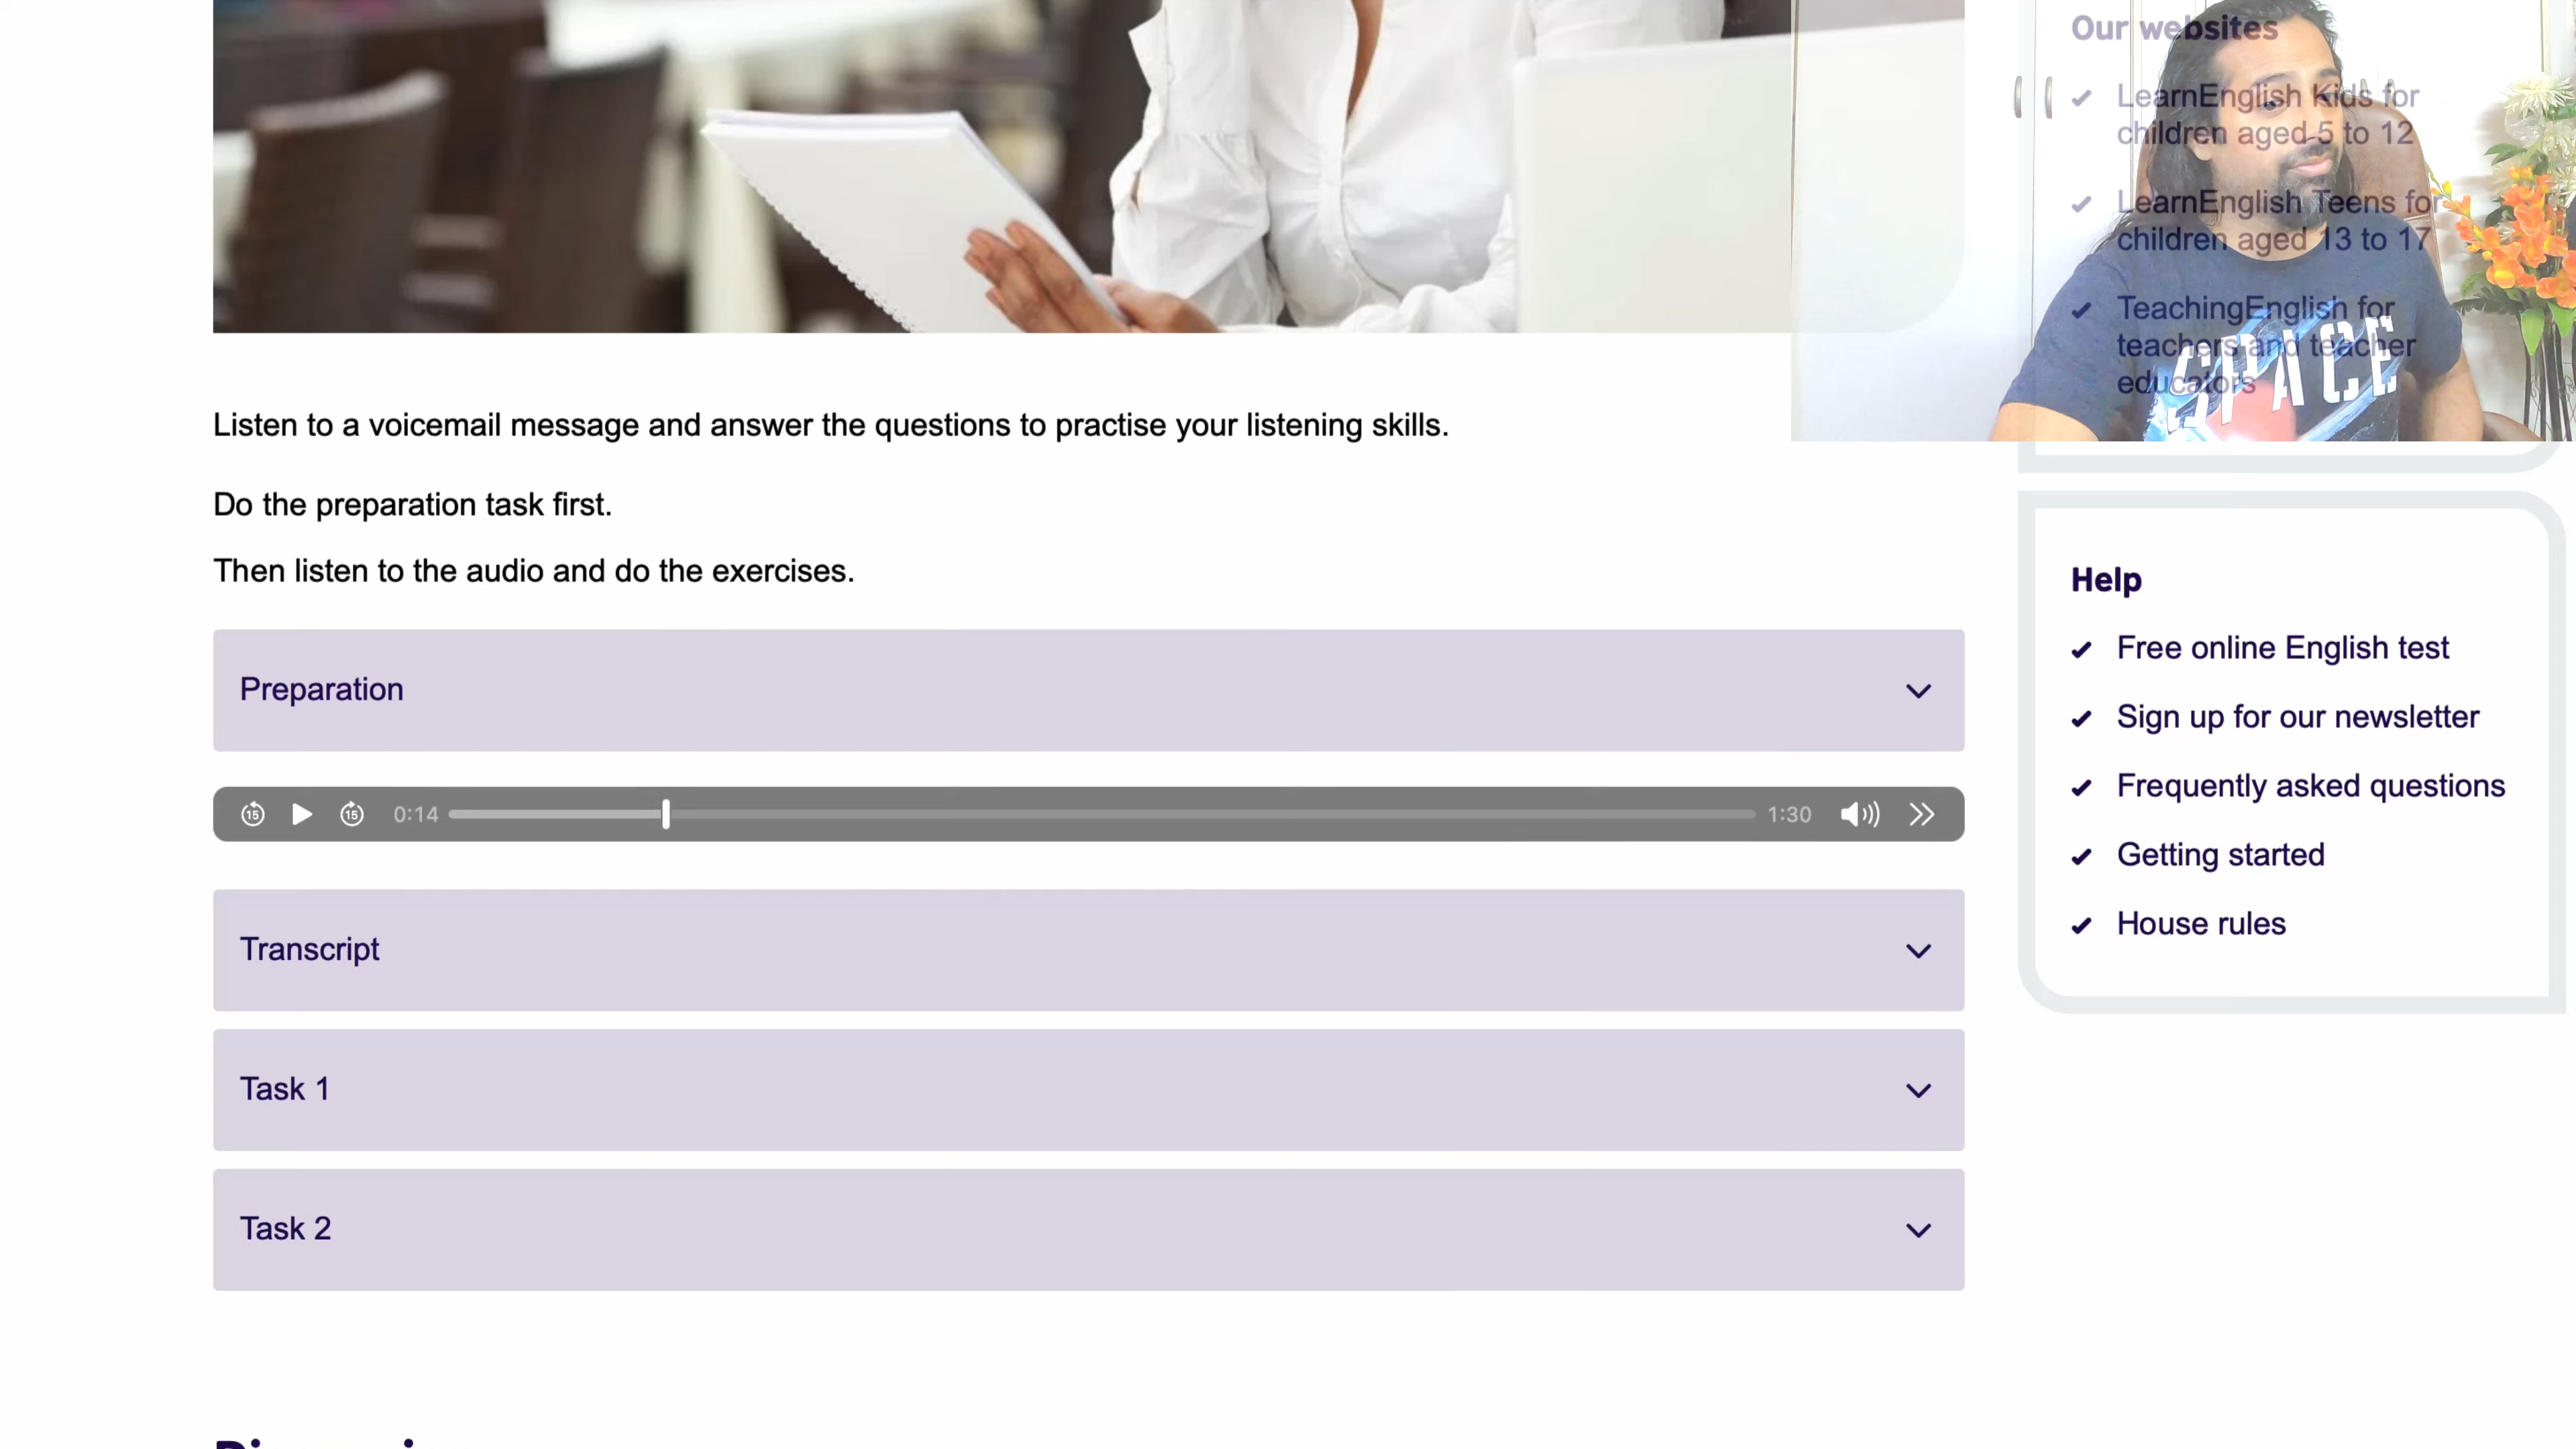 Our websites
LearnEnglish Kids for
children aged 5 to 12
LearnEnglish Teens for
children aged 13 to 17
TeachingEnglish for
teachers and teacher
educators
SPACE
Listen to a voicemail message and answer the questions to practise your listening skills.
Do the preparation task first.
Then listen to the audio and do the exercises.
Preparation
15
15
0:14
1:30
Transcript
Task 1
Task 2
Help
Free online English test
Sign up for our newsletter
Frequently asked questions
Getting started
House rules